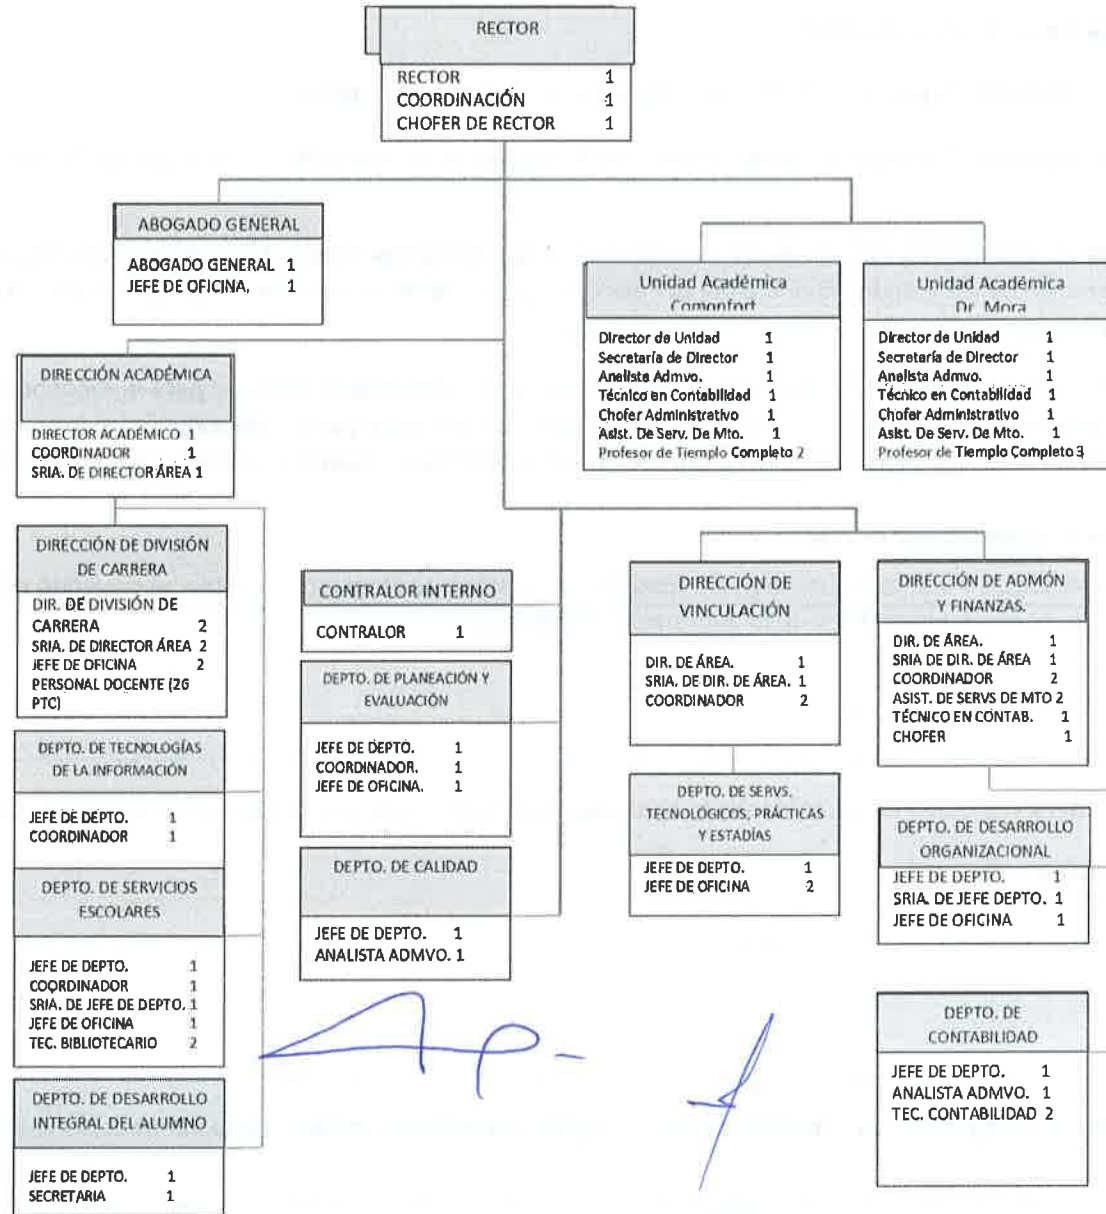 RECTOR
RECTOR 1
COORDINACIÓN 1
CHOFER DE RECTOR 1
ABOGADO GENERAL
ABOGADO GENERAL 1
JEFE DE OFICINA, 1
Unidad Académica
Comonfort
Director de Unidad 1
Secretaría de Director 1
Analista Admvo. 1
Técnico en Contabilidad 1
Chofer Administrativo 1
Asist. De Serv. De Mto. 1
Profesor de Tiemplo Completo 2
Unidad Académica
Dr. Mora
Director de Unidad 1
Secretaría de Director 1
Analista Admvo. 1
Técnico en Contabilidad 1
Chofer Administrativo 1
Asist. De Serv. De Mto. 1
Profesor de Tiemplo Completo 3
DIRECCIÓN ACADÉMICA
DIRECTOR ACADÉMICO 1
COORDINADOR 1
SRIA. DE DIRECTOR ÁREA 1
DIRECCIÓN DE DIVISIÓN
DE CARRERA
DIR. DE DIVISIÓN DE
CARRERA 2
SRIA. DE DIRECTOR ÁREA 2
JEFE DE OFICINA 2
PERSONAL DOCENTE (26
PTC)
DEPTO. DE TECNOLOGÍAS
DE LA INFORMACIÓN
JEFE DE DEPTO. 1
COORDINADOR 1
DEPTO. DE SERVICIOS
ESCOLARES
JEFE DE DEPTO. 1
COORDINADOR 1
SRIA. DE JEFE DE DEPTO. 1
JEFE DE OFICINA 1
TEC. BIBLIOTECARIO 2
DEPTO. DE DESARROLLO
INTEGRAL DEL ALUMNO
JEFE DE DEPTO. 1
SECRETARIA 1
CONTRALOR INTERNO
CONTRALOR 1
DEPTO. DE PLANEACIÓN Y
EVALUACIÓN
JEFE DE DEPTO. 1
COORDINADOR. 1
JEFE DE OFICINA. 1
DEPTO. DE CALIDAD
JEFE DE DEPTO. 1
ANALISTA ADMVO. 1
DIRECCIÓN DE
VINCULACIÓN
DIR. DE ÁREA. 1
SRIA. DE DIR. DE ÁREA. 1
COORDINADOR 2
DEPTO. DE SERVS.
TECNOLÓGICOS, PRÁCTICAS
Y ESTADÍAS
JEFE DE DEPTO. 1
JEFE DE OFICINA 2
DIRECCIÓN DE ADMÓN
Y FINANZAS.
DIR. DE ÁREA. 1
SRIA DE DIR. DE ÁREA 1
COORDINADOR 2
ASIST. DE SERVS DE MTO 2
TÉCNICO EN CONTAB. 1
CHOFER 1
DEPTO. DE DESARROLLO
ORGANIZACIONAL
JEFE DE DEPTO. 1
SRIA. DE JEFE DEPTO. 1
JEFE DE OFICINA 1
DEPTO. DE
CONTABILIDAD
JEFE DE DEPTO. 1
ANALISTA ADMVO. 1
TEC. CONTABILIDAD 2